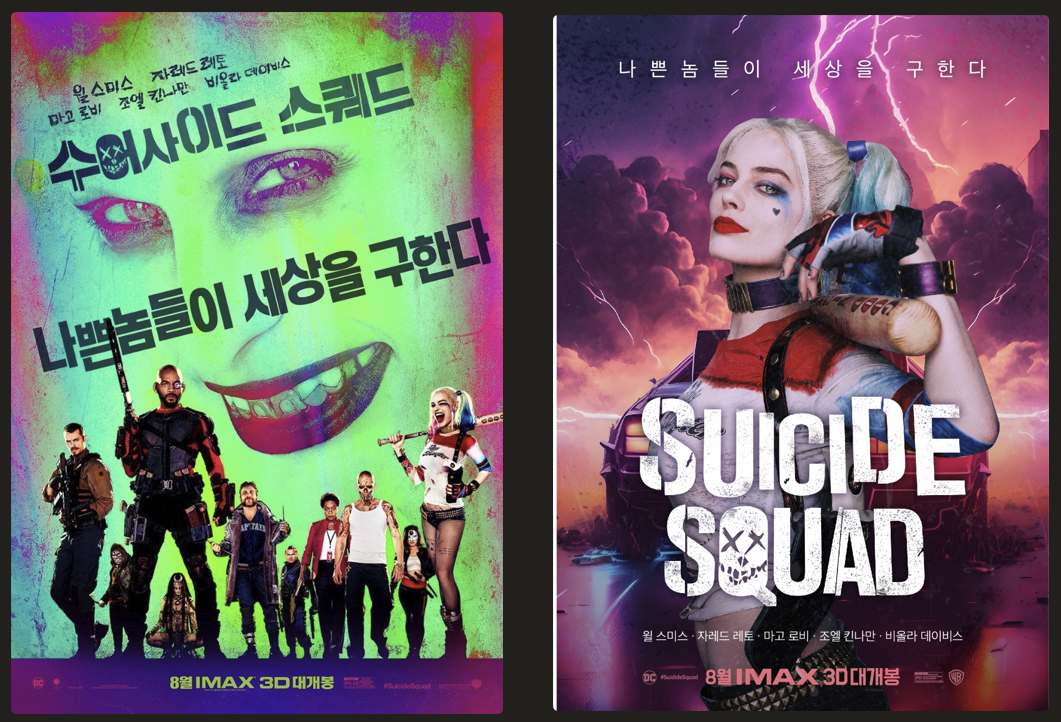 윌 스미스 자레드 레토
마고 로비 조엘 킨나만 비올라 데이비스
수어사이드 스쿼드
나쁜놈들이 세상을 구한다
8월 IMAX 3D 대개봉
#SuicideSquad
나쁜놈들이 세상을 구한다
SUICIDE
SQUAD
윌 스미스 · 자레드 레토 · 마고 로비 · 조엘 킨나만 · 비올라 데이비스
#SuicideSquad 8월 IMAX 3D 대개봉